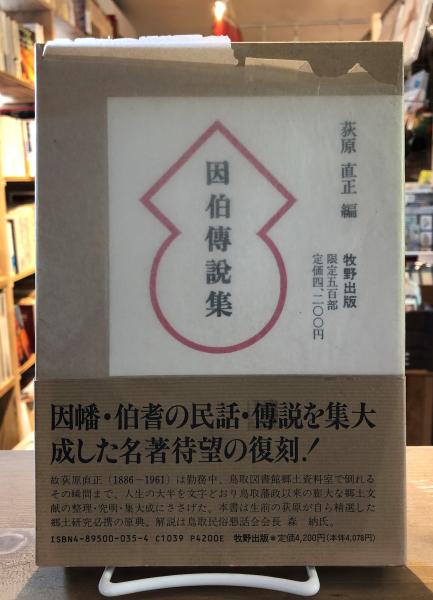 荻原 直正 編
因伯傳説集
牧野出版
限定五百部
定価四、二〇〇円
因幡・伯耆の民話・傳説を集大
成した名著待望の復刻！
故荻原直正（1886－1961）は勤務中、鳥取図書館郷土資料室で倒れる
その瞬間まで、人生の大半を文字どおり鳥取藩政以来の膨大な郷土文
献の整理・究明・集大成にささげた。本書は生前の荻原が自ら精選した
郷土研究必携の原典。解説は鳥取民俗懇話会会長 森 納氏。
ISBN4-89500-035-4 C1039 P4200E 牧野出版●定価4,200円（本体4,078円）